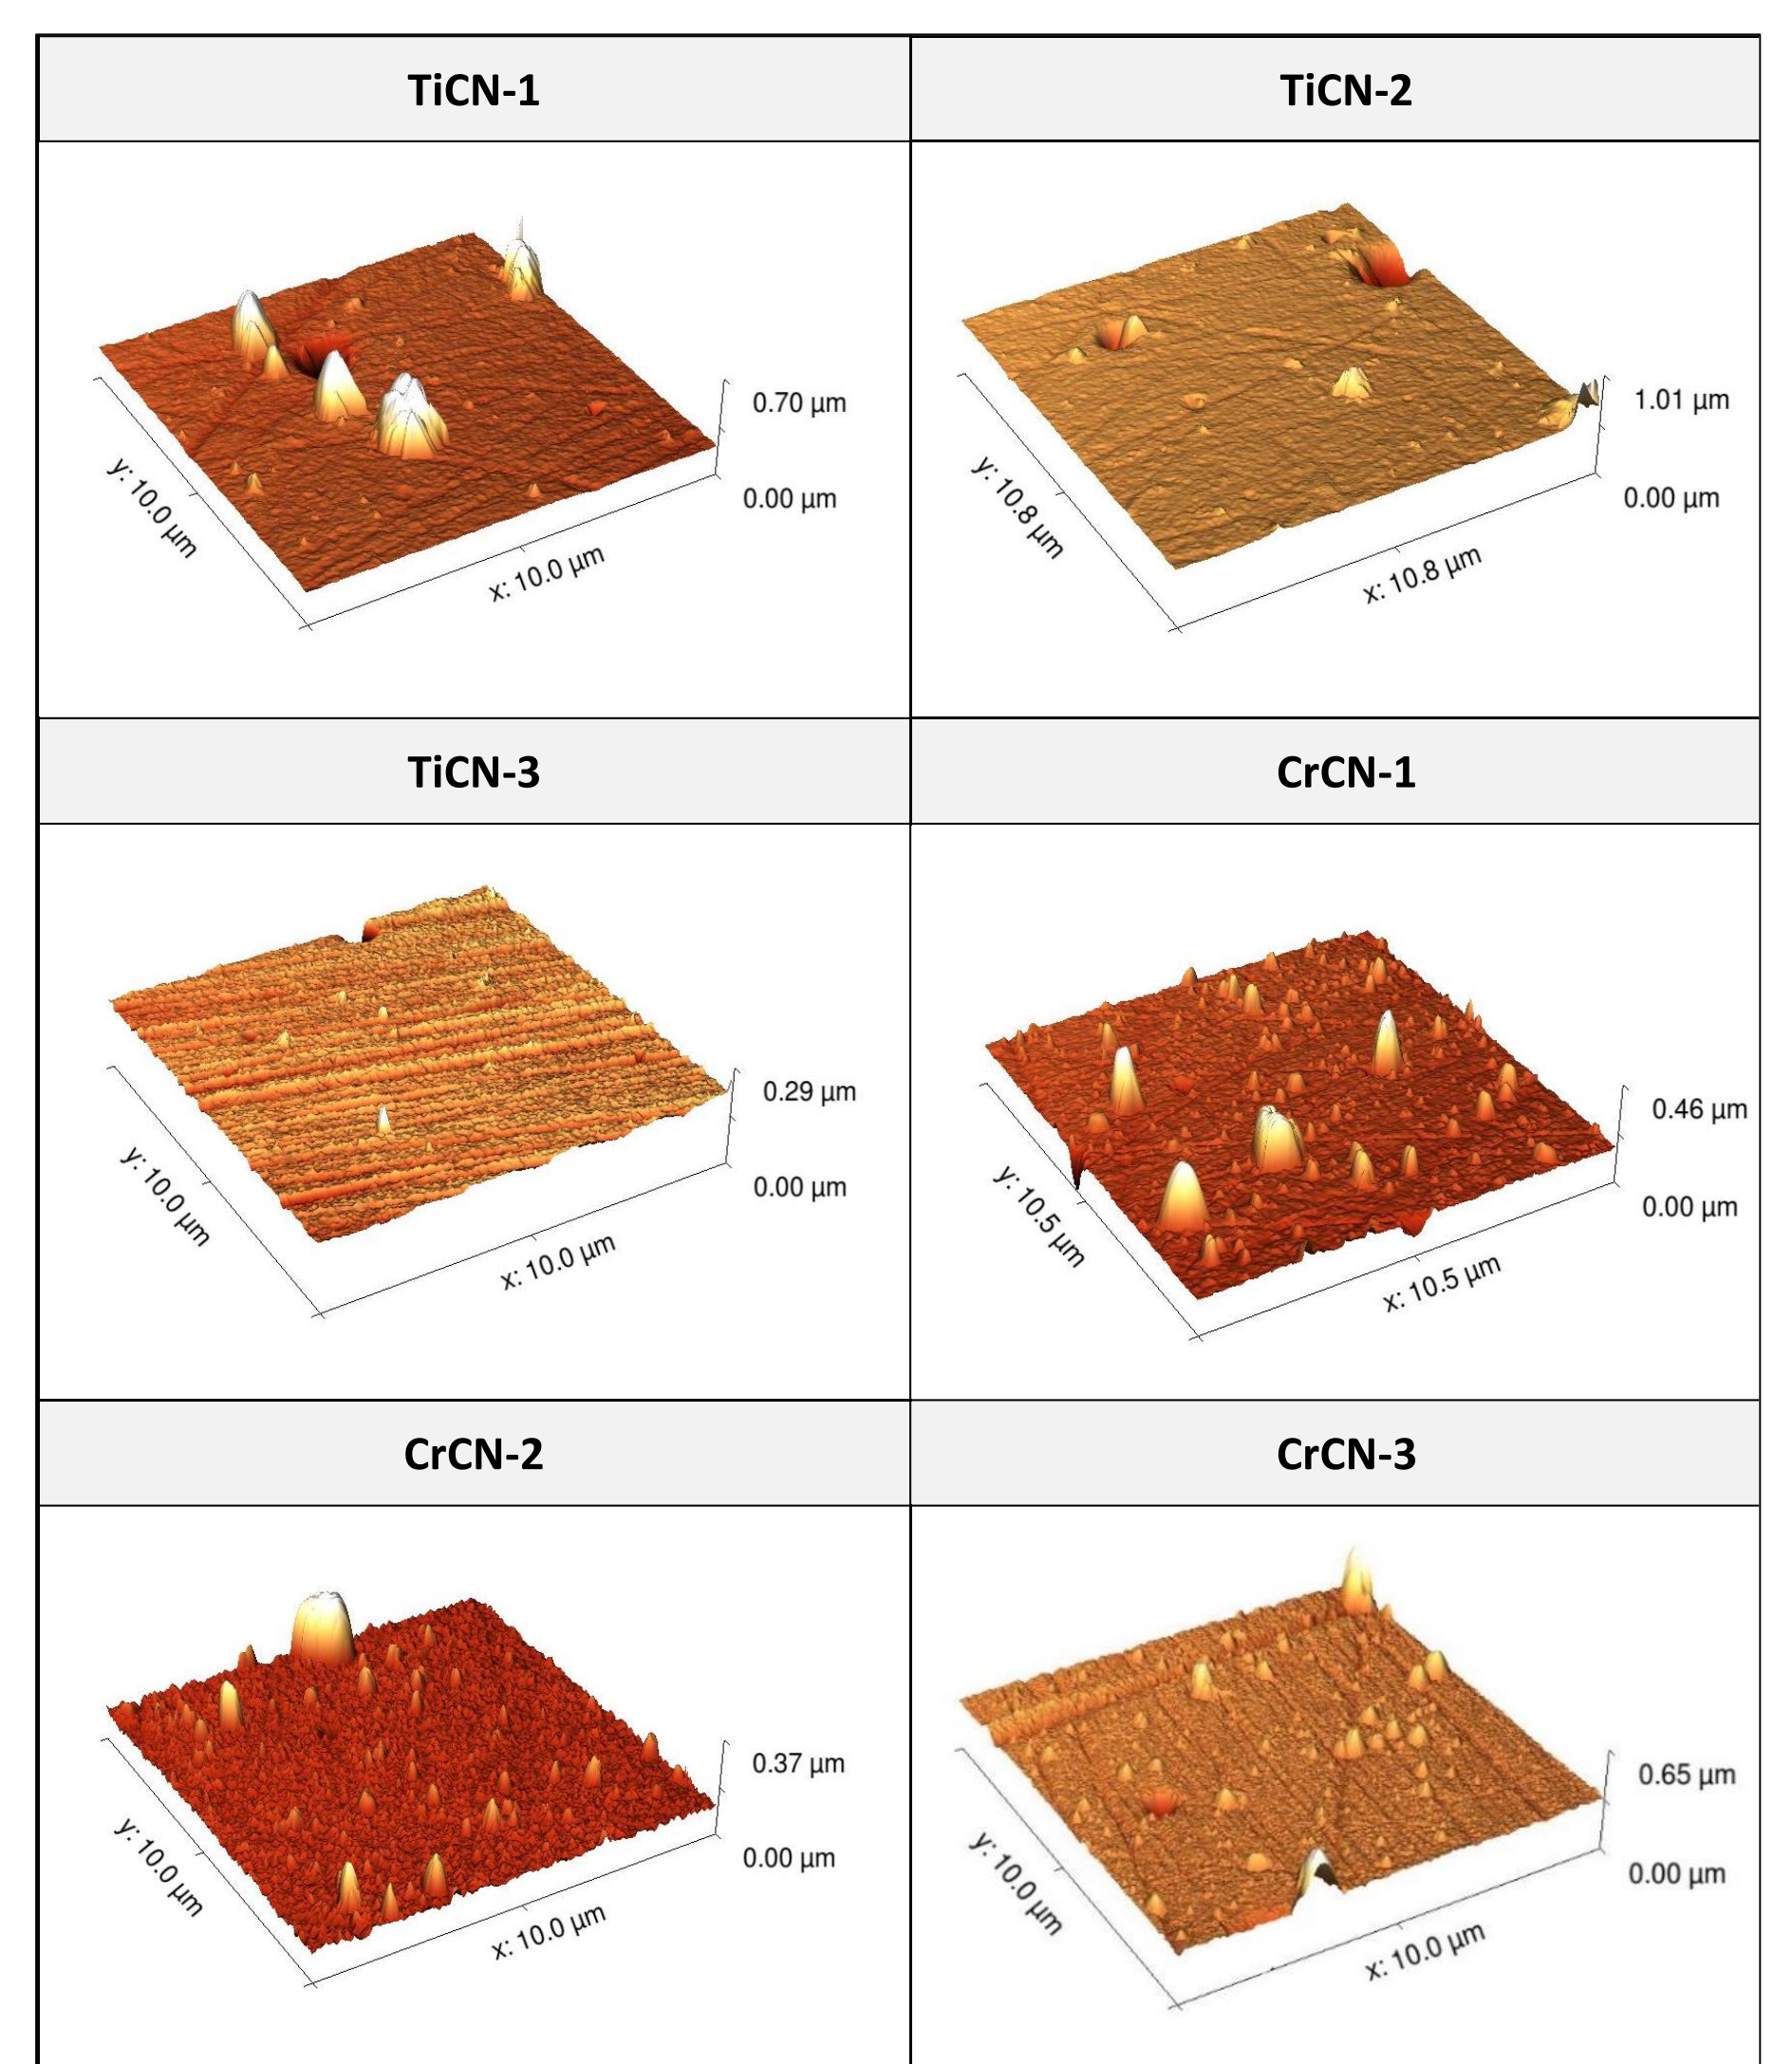 TiCN-1
TiCN-2
0.70 µm
0.00 µm
y: 10.0 µm
x: 10.0 µm
1.01 µm
0.00 µm
y: 10.8 µm
x: 10.8 µm
TiCN-3
CrCN-1
0.29 µm
0.00 µm
y: 10.0 µm
x: 10.0 µm
0.46 µm
0.00 µm
y: 10.5 µm
x: 10.5 µm
CrCN-2
CrCN-3
0.37 µm
0.00 µm
y: 10.0 µm
x: 10.0 µm
0.65 µm
0.00 µm
y: 10.0 µm
x: 10.0 µm